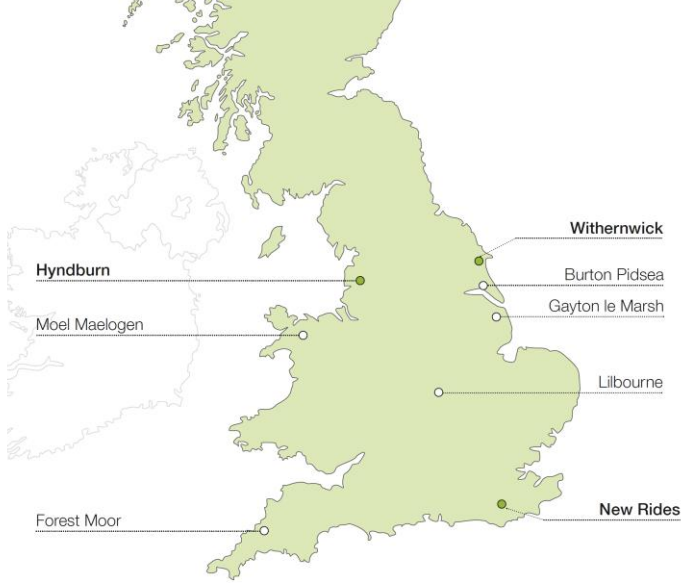 Withernwick
Hyndburn
Burton Pidsea
Gayton le Marsh
Moel Maelogen
Lilbourne
New Rides
Forest Moor